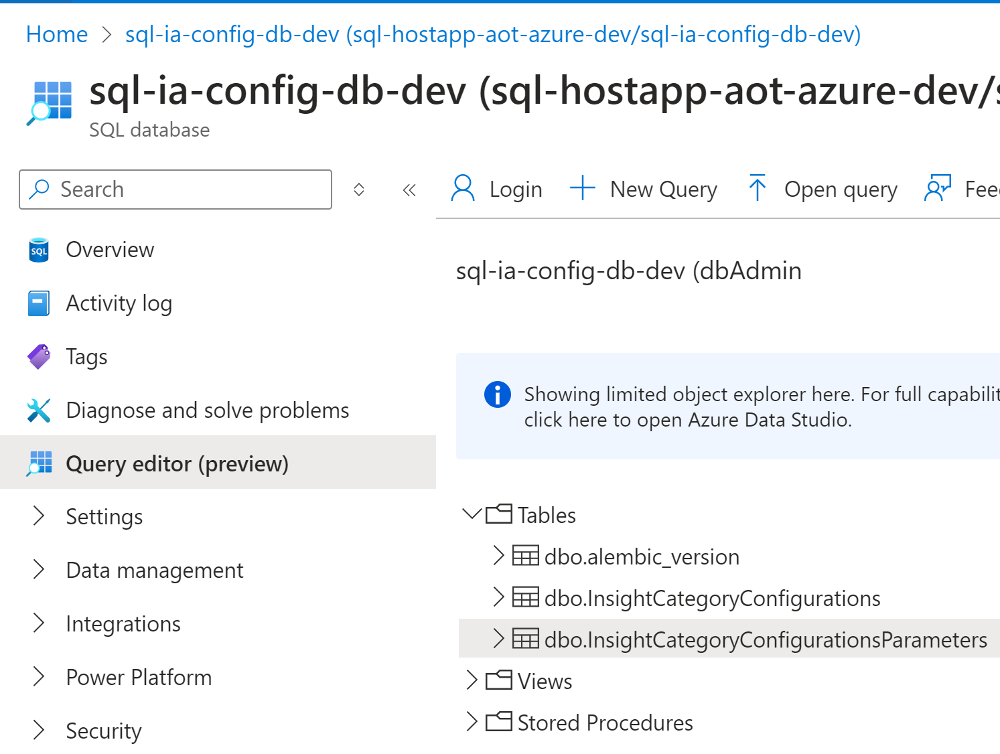 Home > sql-ia-config-db-dev (sql-hostapp-aot-azure-dev/sql-ia-config-db-dev)
sql-ia-config-db-dev (sql-hostapp-aot-azure-dev/
SQL database
Search
Login
New Query
Open query
Overview
Activity log
Tags
Diagnose and solve problems
Query editor (preview)
Settings
Data management
Integrations
Power Platform
Security
sql-ia-config-db-dev (dbAdmin
Showing limited object explorer here. For full
click here to open Azure Data Studio.
Tables
dbo.alembic_version
dbo.InsightCategoryConfigurations
dbo.InsightCategoryConfigurationsParameters
Views
Stored Procedures